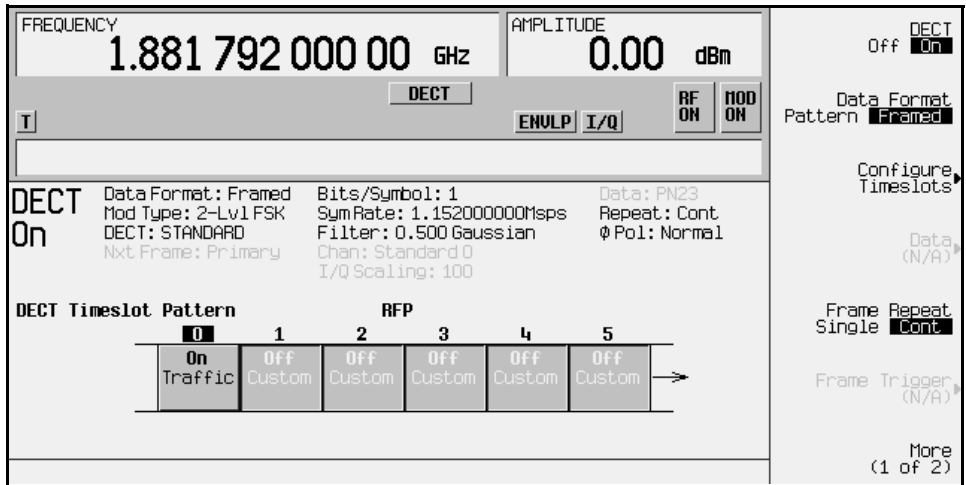 FREQUENCY
1.881 792 000 00 GHz
AMPLITUDE
0.00 dBm
DECT
T
ENVLP I/Q
RF ON
MOD ON
DECT On
Data Format: Framed
Mod Type: 2-Lvl FSK
DECT: STANDARD
Nxt Frame: Primary
Bits/Symbol: 1
Sym Rate: 1.152000000Msps
Filter: 0.500 Gaussian
Chan: Standard 0
I/Q Scaling: 100
Data: PN23
Repeat: Cont
Φ Pol: Normal
DECT Timeslot Pattern RFP
0 1 2 3 4 5
On Off Off Off Off Off
Traffic Custom Custom Custom Custom Custom
DECT
Off On
Data Format
Pattern Framed
Configure
Timeslots
Data
(N/A)
Frame Repeat
Single Cont
Frame Trigger
(N/A)
More
(1 of 2)